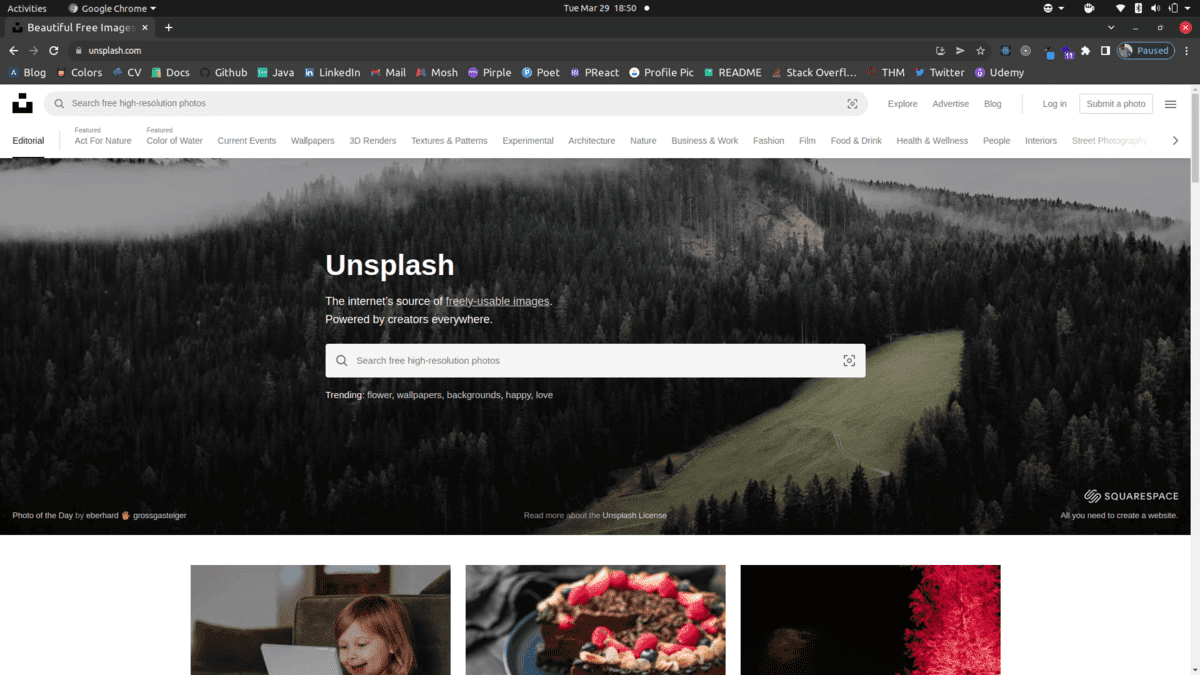 Activities Google Chrome Tue Mar 29 18:50
Beautiful Free Images
unsplash.com 11 Paused
Blog Colors CV Docs Github Java LinkedIn Mail Mosh Pirple Poet PReact Profile Pic README Stack Overfl… THM Twitter Udemy
Search free high-resolution photos Explore Advertise Blog Log in Submit a photo
Featured Featured
Editorial Act For Nature Color of Water Current Events Wallpapers 3D Renders Textures & Patterns Experimental Architecture Nature Business & Work Fashion Film Food & Drink Health & Wellness People Interiors Street Photography
Unsplash
The internet's source of freely-usable images.
Powered by creators everywhere.
Search free high-resolution photos
Trending: flower, wallpapers, backgrounds, happy, love
SQUARESPACE
Photo of the Day by eberhard 🖐🏾 grossgasteiger Read more about the Unsplash License All you need to create a website.